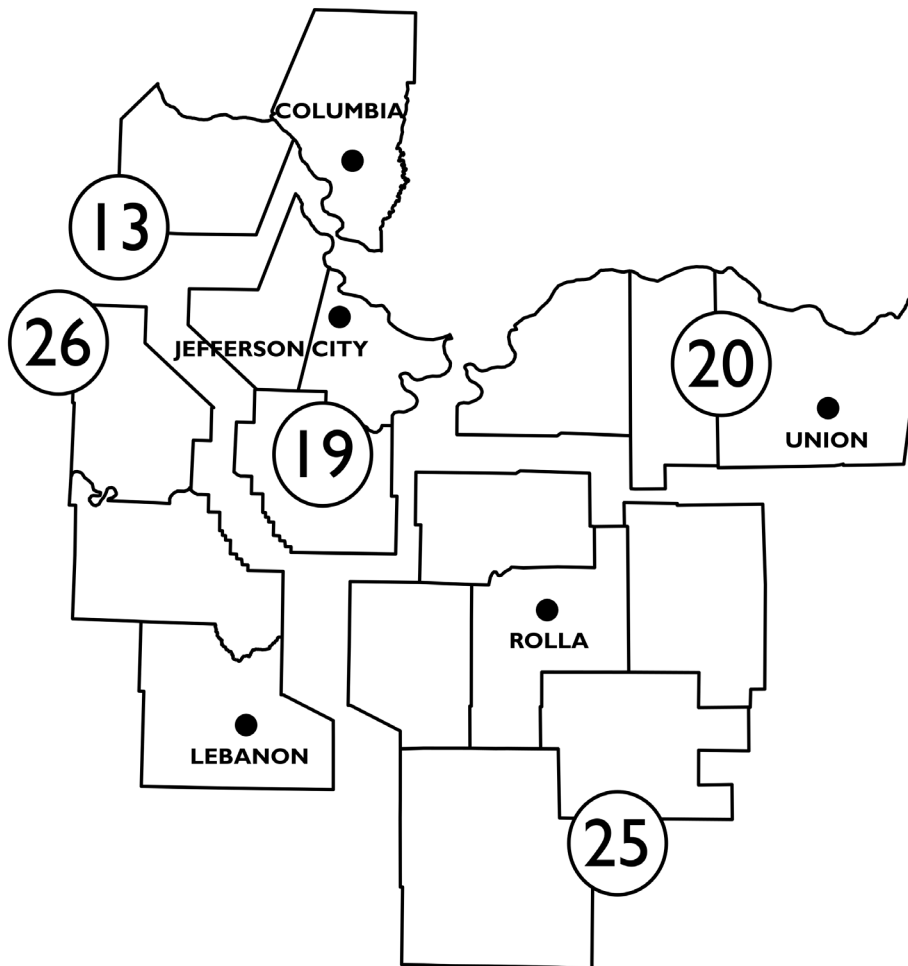 COLUMBIA
13
26
JEFFERSON CITY
20
UNION
19
ROLLA
LEBANON
25